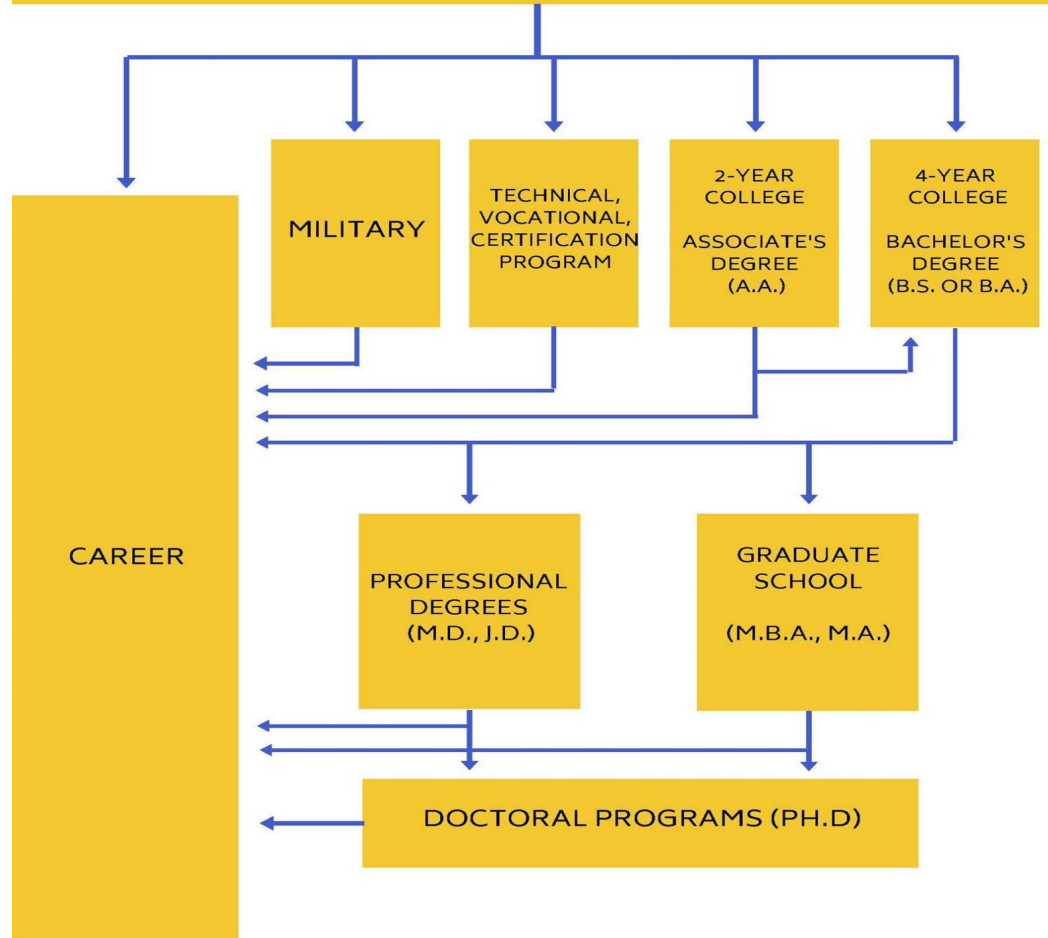 MILITARY
TECHNICAL,
VOCATIONAL,
CERTIFICATION
PROGRAM
2-YEAR
COLLEGE
ASSOCIATE'S
DEGREE
(A.A.)
4-YEAR
COLLEGE
BACHELOR'S
DEGREE
(B.S. OR B.A.)
CAREER
PROFESSIONAL
DEGREES
(M.D., J.D.)
GRADUATE
SCHOOL
(M.B.A., M.A.)
DOCTORAL PROGRAMS (PH.D)